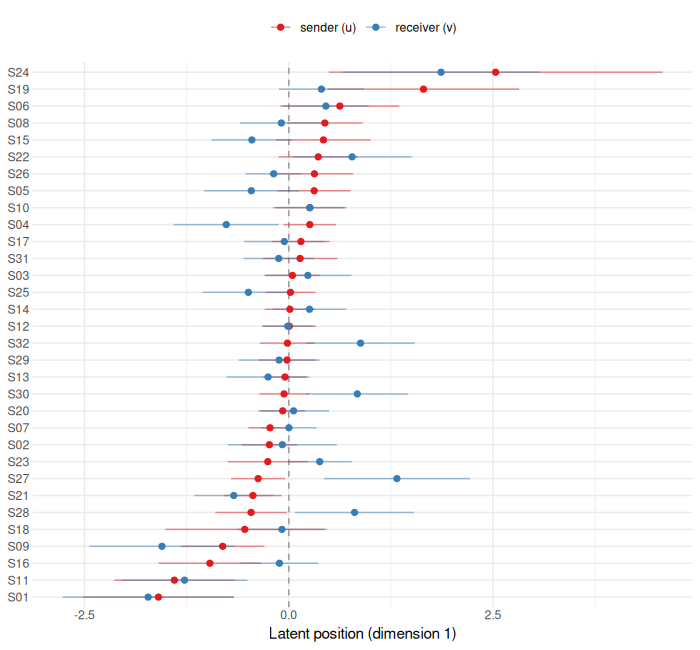 sender (u) receiver (v)
S24
S19
S06
S08
S15
S22
S26
S05
S10
S04
S17
S31
S03
S25
S14
S12
S32
S29
S13
S30
S20
S07
S02
S23
S27
S21
S28
S18
S09
S16
S11
S01
-2.5 0.0 2.5
Latent position (dimension 1)